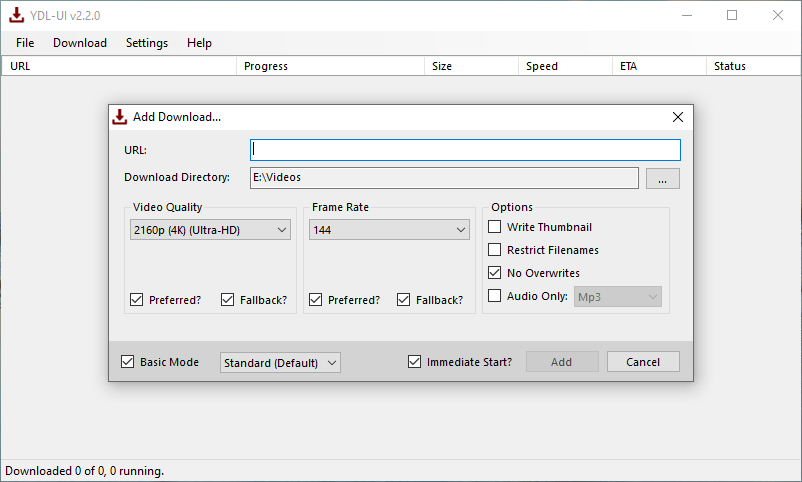 YDL-UI v2.2.0
File Download Settings Help
URL Progress Size Speed ETA Status
Add Download...
URL:
Download Directory: E:\Videos ...
Video Quality Frame Rate Options
2160p (4K) (Ultra-HD) 144 Write Thumbnail
Restrict Filenames
No Overwrites
Preferred? Fallback? Preferred? Fallback? Audio Only: Mp3
Basic Mode Standard (Default) Immediate Start? Add Cancel
Downloaded 0 of 0, 0 running.